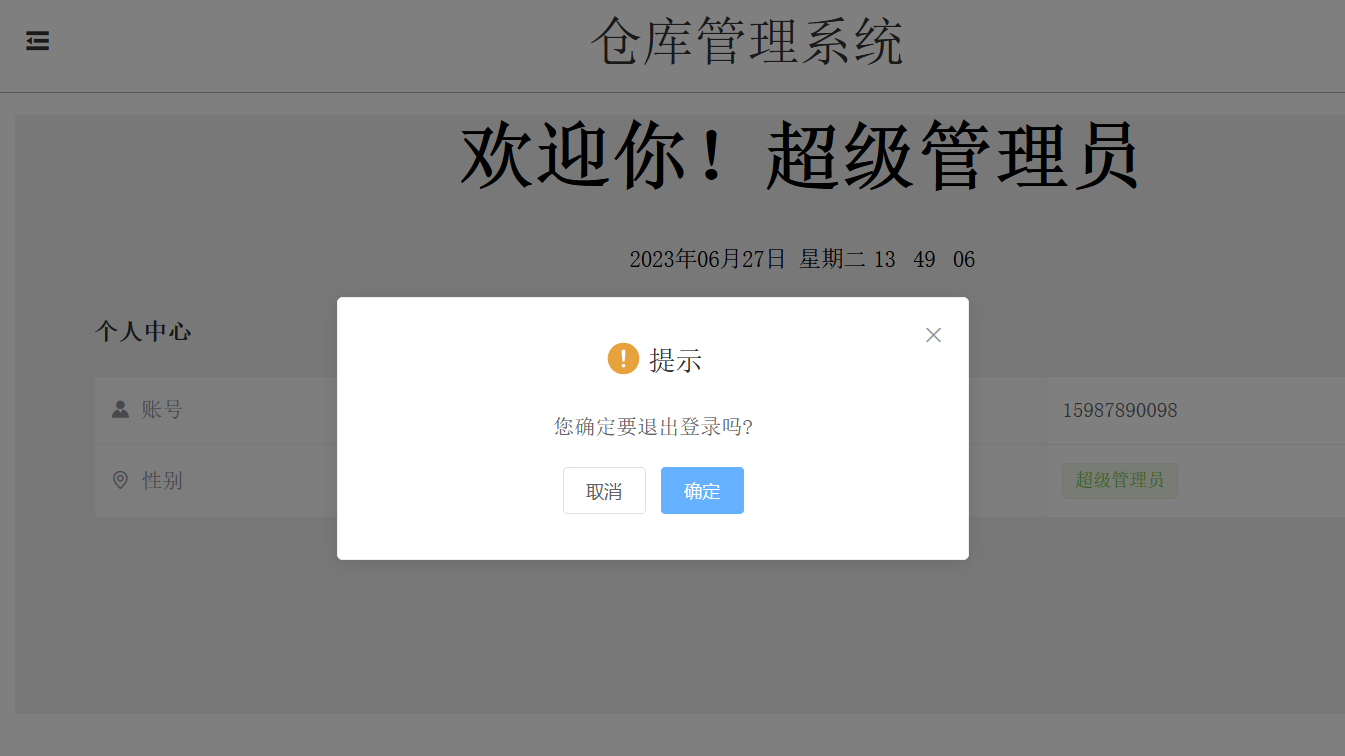 仓库管理系统
欢迎你！超级管理员
2023年06月27日 星期二 13 49 06
个人中心
提示
您确定要退出登录吗?
取消 确定
账号 15987890098
性别 超级管理员